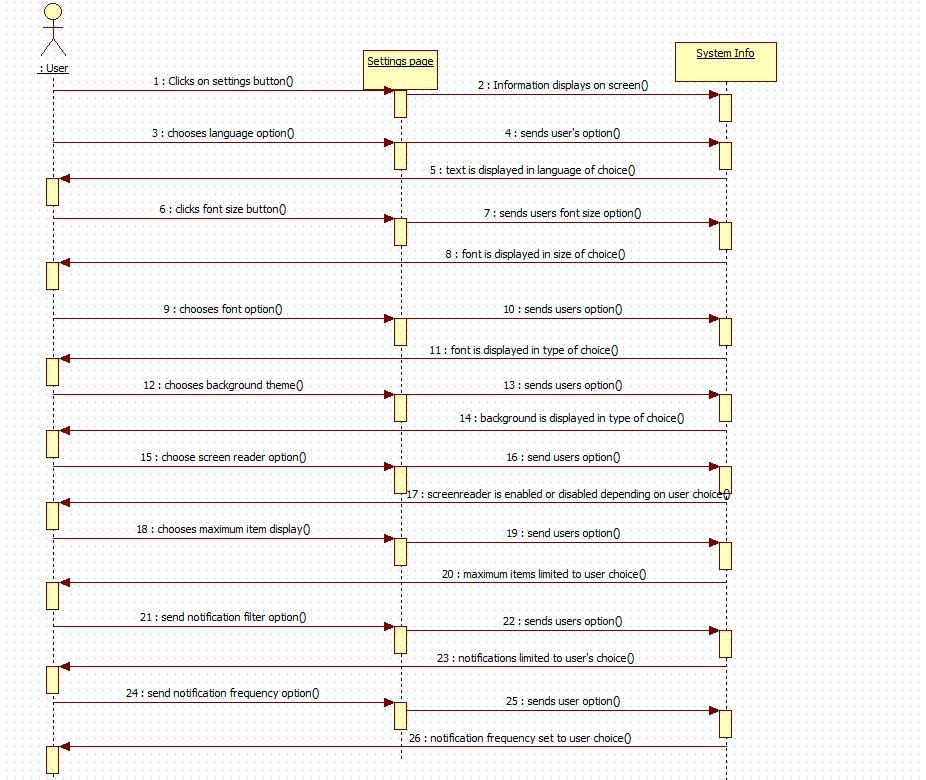 : User
Settings page
System Info
1 : Clicks on settings button()
2 : Information displays on screen()
3 : chooses language option()
4 : sends user's option()
5 : text is displayed in language of choice()
6 : clicks font size button()
7 : sends users font size option()
8 : font is displayed in size of choice()
9 : chooses font option()
10 : sends users option()
11 : font is displayed in type of choice()
12 : chooses background theme()
13 : sends users option()
14 : background is displayed in type of choice()
15 : choose screen reader option()
16 : send users option()
17 : screenreader is enabled or disabled depending on user choice()
18 : chooses maximum item display()
19 : send users option()
20 : maximum items limited to user choice()
21 : send notification filter option()
22 : sends users option()
23 : notifications limited to user's choice()
24 : send notification frequency option()
25 : sends user option()
26 : notification frequency set to user choice()